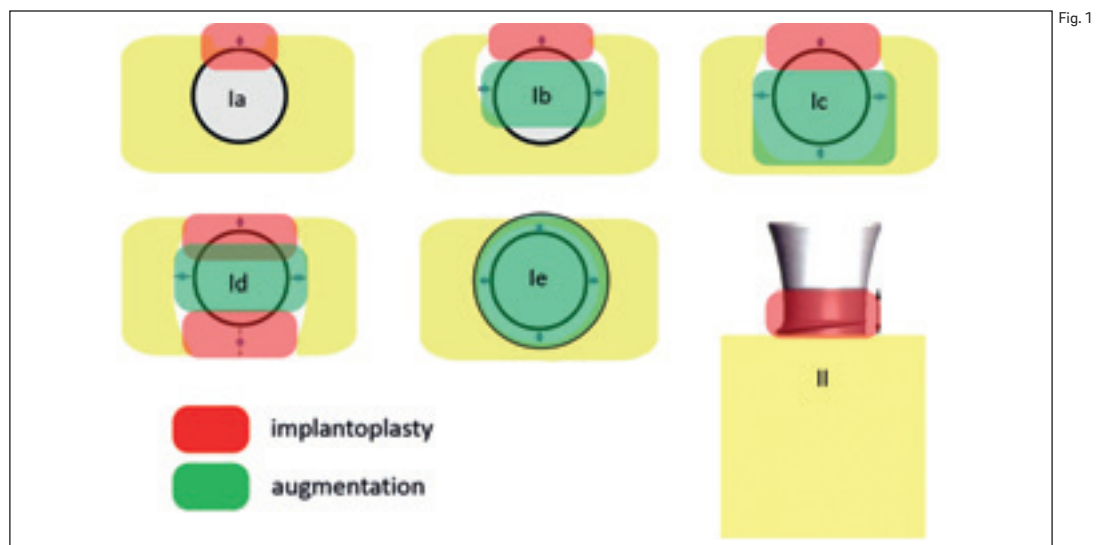 Fig. 1
Ia
Ib
Ic
Id
Ie
II
implantoplasty
augmentation